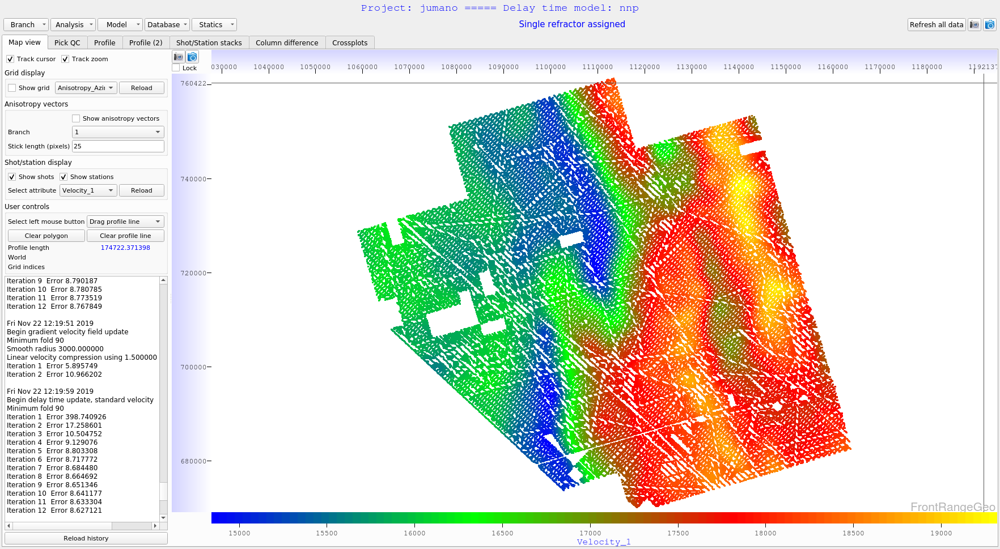 Project: jumano ===== Delay time model: nnp
Branch Analysis Model Database Statics
Single refractor assigned
Refresh all data
Map view Pick QC Profile Profile (2) Shot/Station stacks Column difference Crossplots
Track cursor Track zoom
Lock
Grid display
Show grid Anisotropy_Azi Reload
Anisotropy vectors
Show anisotropy vectors
Branch 1
Stick length (pixels) 25
Shot/station display
Show shots Show stations
Select attribute Velocity_1 Reload
User controls
Select left mouse button Drag profile line
Clear polygon Clear profile line
Profile length 174722.371398
World
Grid indices
Iteration 9 Error 8.790187
Iteration 10 Error 8.780785
Iteration 11 Error 8.773519
Iteration 12 Error 8.767849
Fri Nov 22 12:19:51 2019
Begin gradient velocity field update
Minimum fold 90
Smooth radius 3000.000000
Linear velocity compression using 1.500000
Iteration 1 Error 5.895749
Iteration 2 Error 10.966202
Fri Nov 22 12:19:59 2019
Begin delay time update, standard velocity
Minimum fold 90
Iteration 1 Error 398.740926
Iteration 2 Error 17.258601
Iteration 3 Error 10.504752
Iteration 4 Error 9.129076
Iteration 5 Error 8.803308
Iteration 6 Error 8.717772
Iteration 7 Error 8.684480
Iteration 8 Error 8.664692
Iteration 9 Error 8.651346
Iteration 10 Error 8.641177
Iteration 11 Error 8.633304
Iteration 12 Error 8.627121
Reload history
030000 1040000 1050000 1060000 1070000 1080000 1090000 1100000 1110000 1120000 1130000 1140000 1150000 1160000 1170000 1180000 119213
760422
740000
720000
700000
680000
FrontRangeGeo
15000 15500 16000 16500 17000 17500 18000 18500 19000
Velocity_1